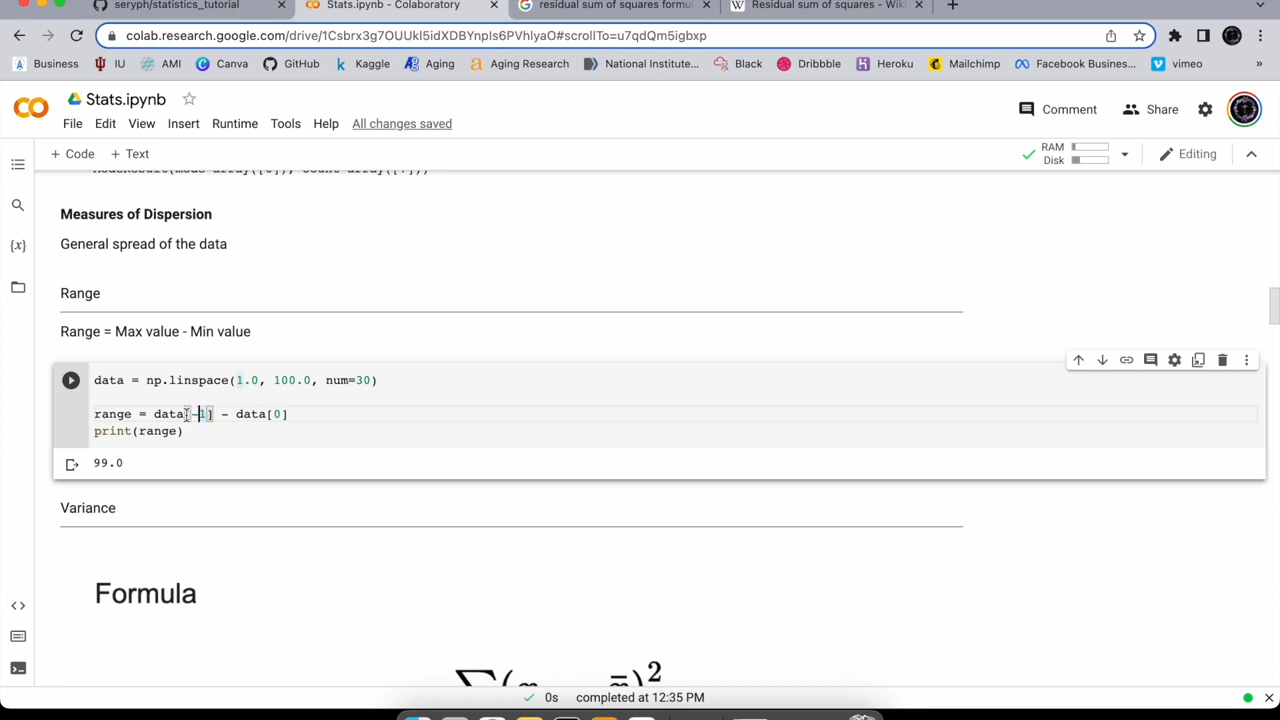 seryph/statistics_tutorial
Stats.ipynb - Colaboratory
residual sum of squares formul
Residual sum of squares - Wiki
colab.research.google.com/drive/1Csbrx3g7OUUkl5idXDBYnpIs6PVhlyaO#scrollTo=u7qdQm5igbxp
Business
IU
AMI
Canva
GitHub
Kaggle
Aging
Aging Research
National Institute...
Black
Dribbble
Heroku
Mailchimp
Facebook Busines...
vimeo
»
Stats.ipynb
Comment
Share
File Edit View Insert Runtime Tools Help All changes saved
+ Code + Text
RAM
Disk
Editing
Measures of Dispersion
General spread of the data
{x}
Range
Range = Max value - Min value
data = np.linspace(1.0, 100.0, num=30)
range = data[-1] - data[0]
print(range)
99.0
Variance
Formula
0s completed at 12:35 PM